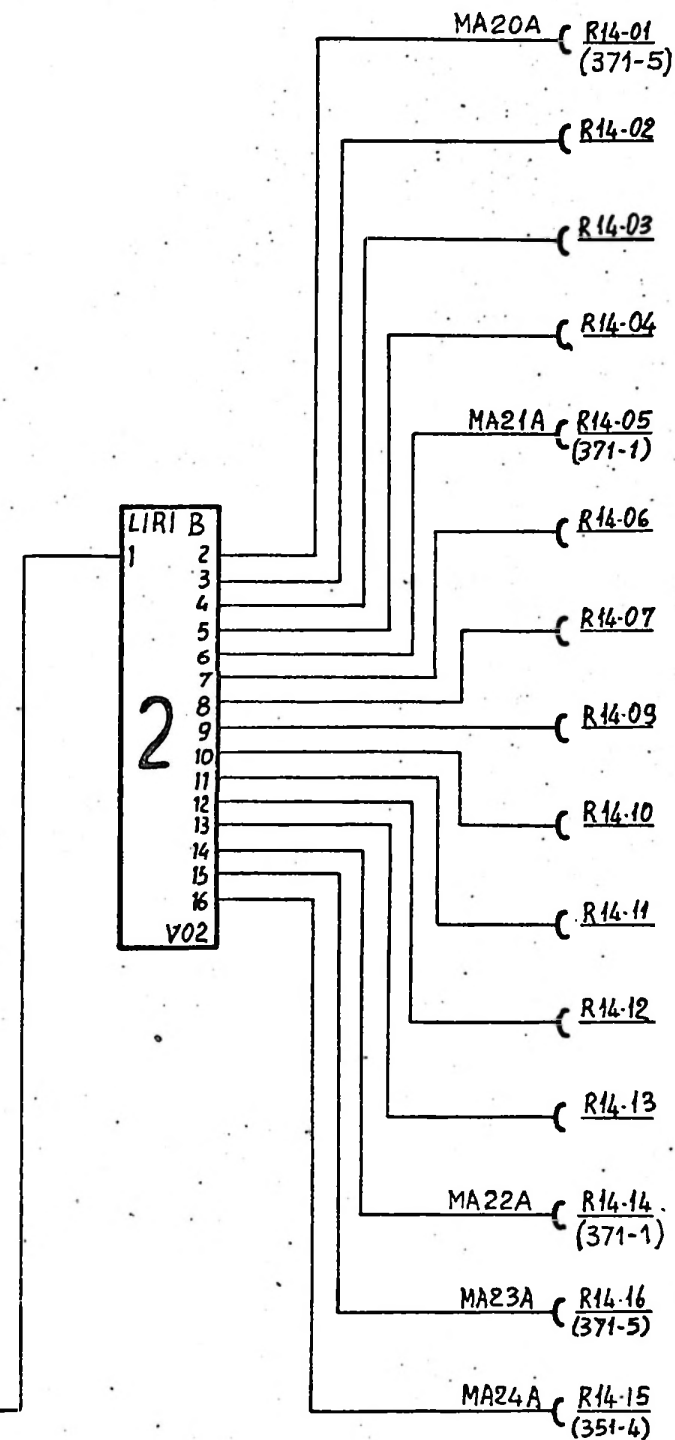 MA20A R14-01
(371-5)
R14-02
R14-03
R14-04
MA21A R14-05
(371-1)
R14-06
LIRI B
1 2
3
4
5
6
7
8
9
10
11
12
13
14
15
16
2
V02
R14-07
R14-09
R14-10
R14-11
R14-12
R14-13
MA22A R14-14
(371-1)
MA23A R14-16
(371-5)
MA24A R14-15
(351-4)